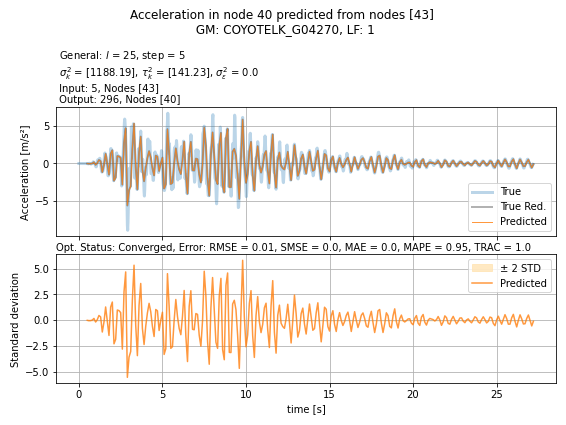 Acceleration in node 40 predicted from nodes [43]
GM: COYOTELK_G04270, LF: 1
General: l = 25, step = 5
σ²ₖ = [1188.19], τ²ₖ = [141.23], σ²ₑ = 0.0
Input: 5, Nodes [43]
Output: 296, Nodes [40]
Acceleration [m/s²]
5
0
−5
True
True Red.
Predicted
Opt. Status: Converged, Error: RMSE = 0.01, SMSE = 0.0, MAE = 0.0, MAPE = 0.95, TRAC = 1.0
Standard deviation
5.0
2.5
0.0
−2.5
−5.0
± 2 STD
Predicted
0 5 10 15 20 25
time [s]